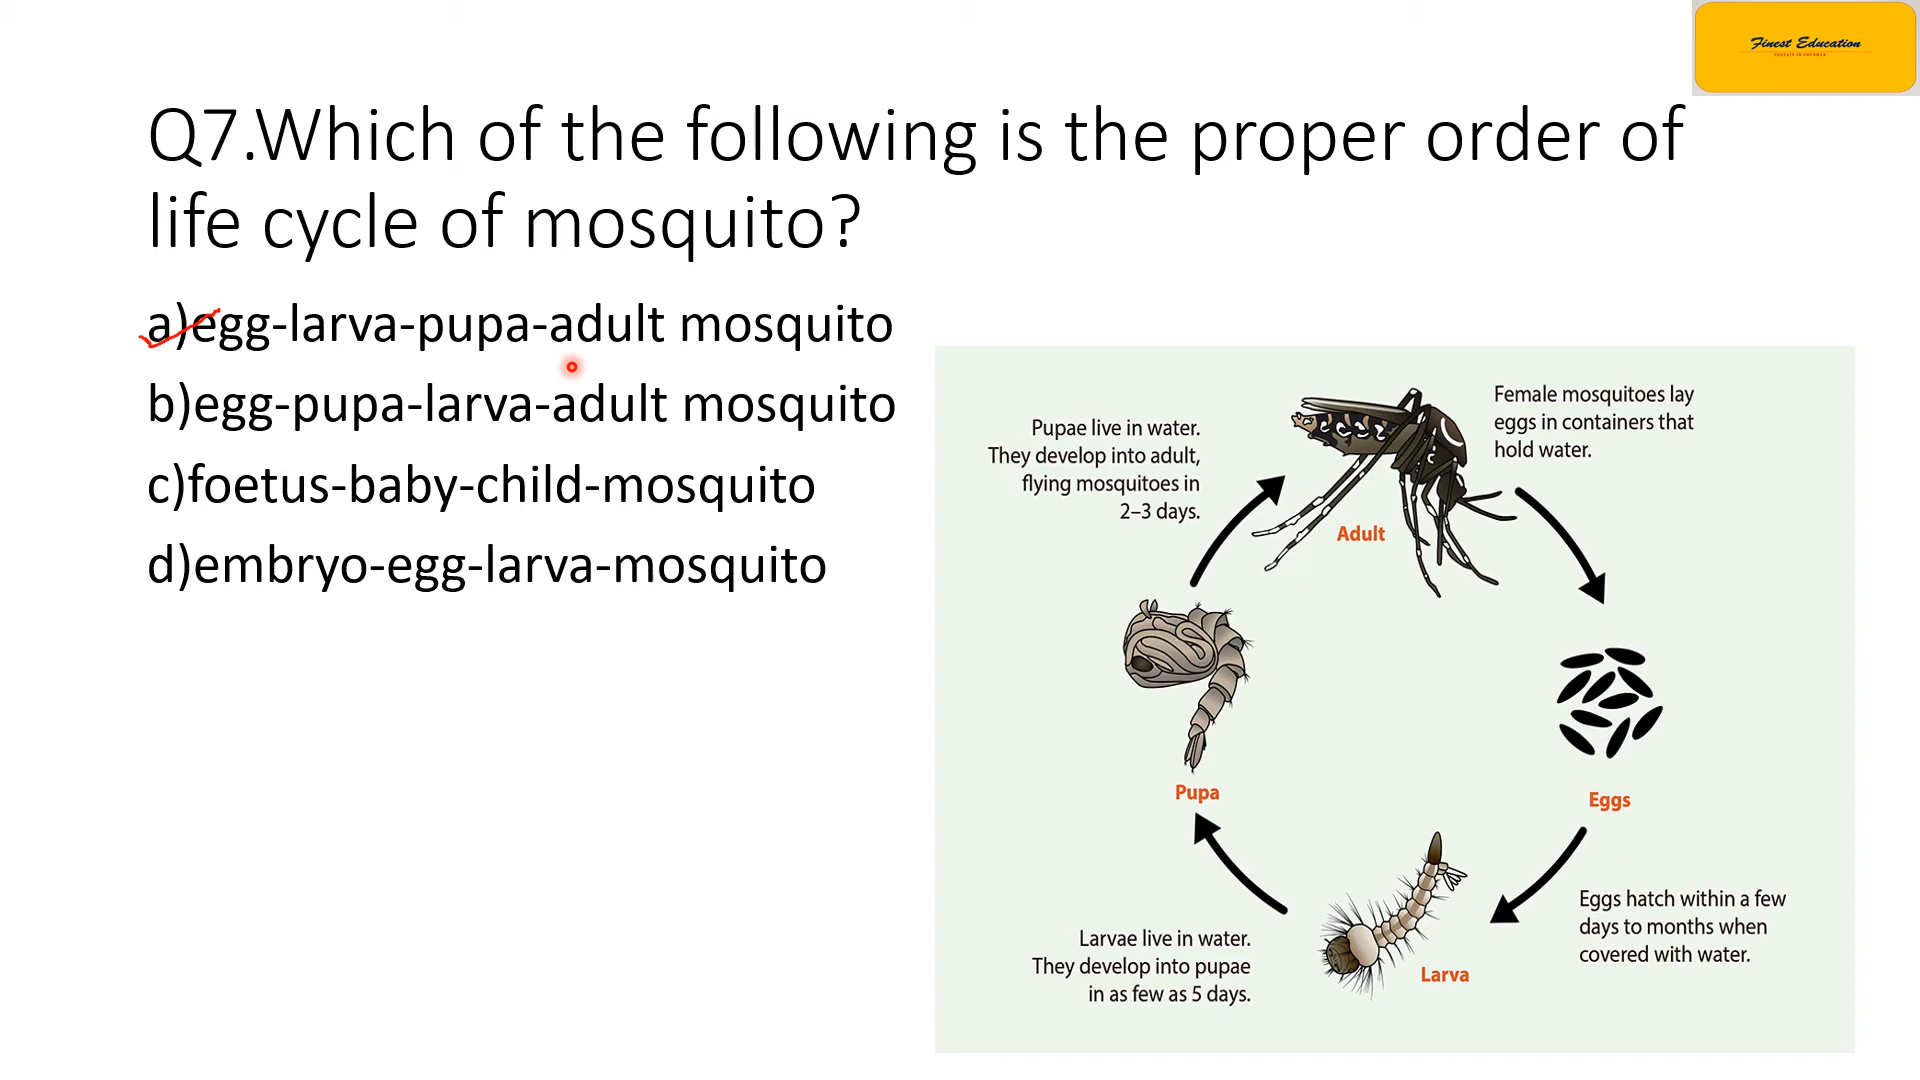 Finest Education
EDUCATE TO EMPOWER
Q7.Which of the following is the proper order of
life cycle of mosquito?
a)egg-larva-pupa-adult mosquito
b)egg-pupa-larva-adult mosquito
c)foetus-baby-child-mosquito
d)embryo-egg-larva-mosquito
Female mosquitoes lay
eggs in containers that
hold water.
Pupae live in water.
They develop into adult,
flying mosquitoes in
2–3 days.
Adult
Pupa
Eggs
Eggs hatch within a few
days to months when
covered with water.
Larvae live in water.
They develop into pupae
in as few as 5 days.
Larva